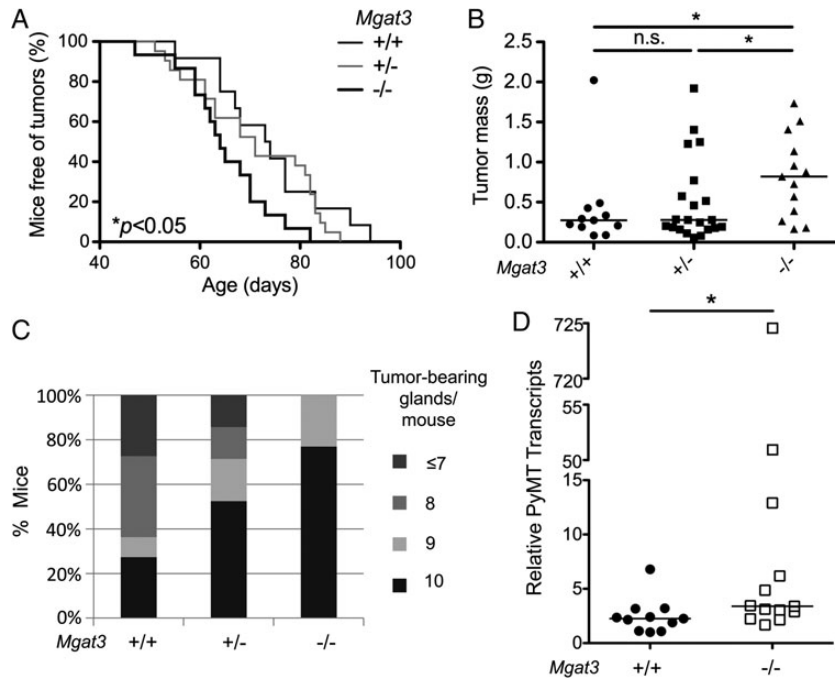 A
Mgat3
+/+
+/-
-/-
Mice free of tumors (%)
100
80
60
40
20
0
*p<0.05
40 60 80 100
Age (days)
B
*
n.s. *
Tumor mass (g)
2.5
2.0
1.5
1.0
0.5
0.0
Mgat3 +/+ +/- -/-
C
% Mice
100%
80%
60%
40%
20%
0%
Mgat3 +/+ +/- -/-
Tumor-bearing
glands/
mouse
≤7
8
9
10
D
*
Relative PyMT Transcripts
725
720
55
50
15
10
5
0
Mgat3 +/+ -/-